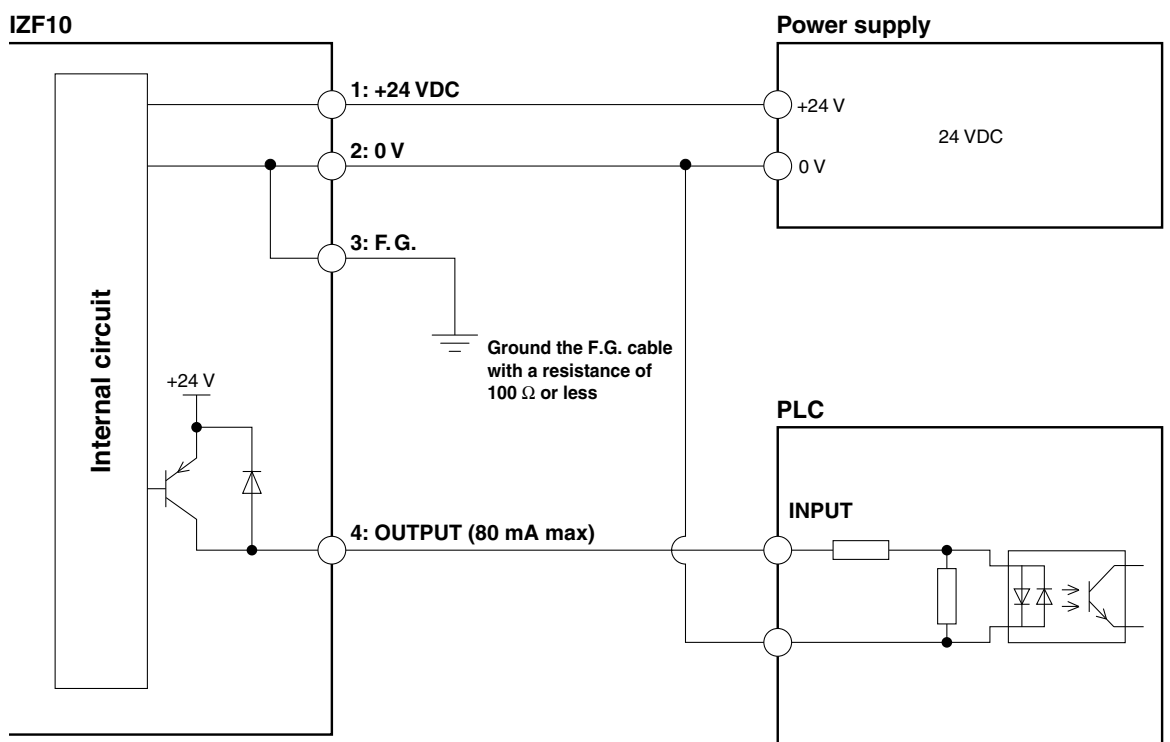 IZF10
Power supply
1: +24 VDC
+24 V
24 VDC
2: 0 V
0 V
3: F.G.
Internal circuit
Ground the F.G. cable
with a resistance of
100 Ω or less
+24 V
PLC
INPUT
4: OUTPUT (80 mA max)